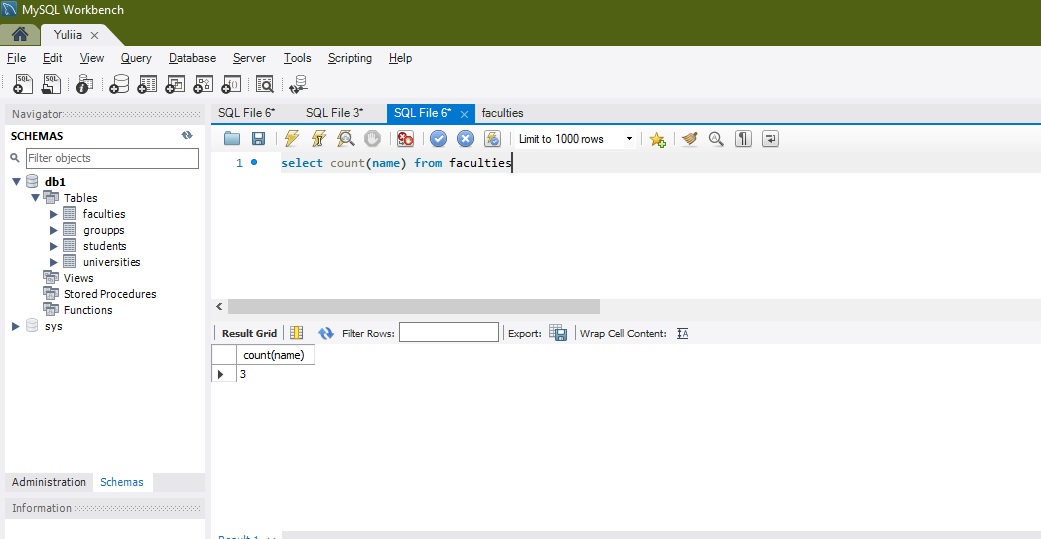 MySQL Workbench
Yuliia
File Edit View Query Database Server Tools Scripting Help
SQL File 6* SQL File 3* SQL File 6* faculties
Navigator
SCHEMAS
Filter objects
Limit to 1000 rows
1 select count(name) from faculties
db1
Tables
faculties
groupps
students
universities
Views
Stored Procedures
Functions
sys
Result Grid Filter Rows: Export: Wrap Cell Content:
count(name)
3
Administration Schemas
Information
Result 1